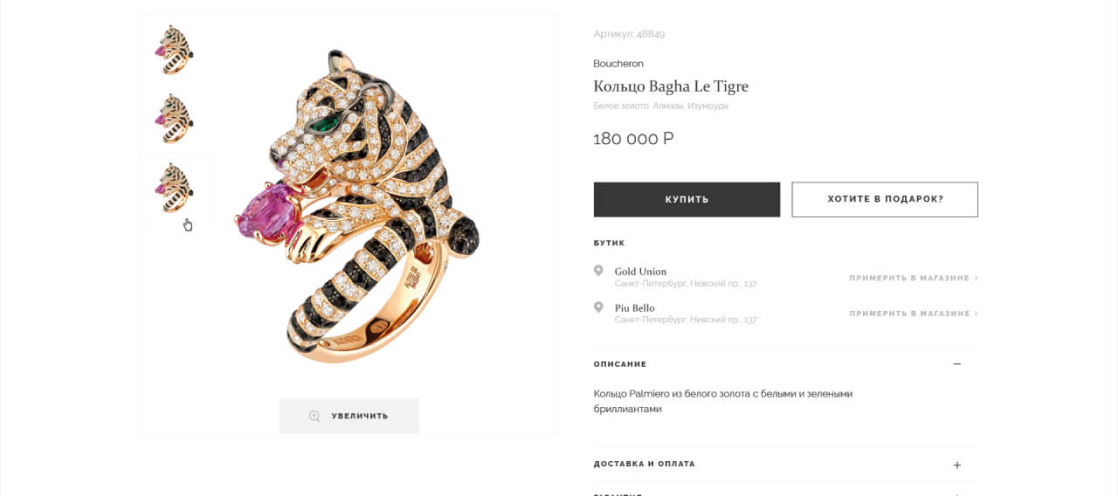 Артикул: 48849
Boucheron
Кольцо Bagha Le Tigre
Белое золото. Алмазы. Изумруды
180 000 Р
КУПИТЬ
ХОТИТЕ В ПОДАРОК?
БУТИК
Gold Union
Санкт-Петербург. Невский пр., 137
ПРИМЕРИТЬ В МАГАЗИНЕ >
Piu Bello
Санкт-Петербург. Невский пр., 137
ПРИМЕРИТЬ В МАГАЗИНЕ >
ОПИСАНИЕ –
Кольцо Palmiero из белого золота с белыми и зелеными
бриллиантами
УВЕЛИЧИТЬ
ДОСТАВКА И ОПЛАТА +